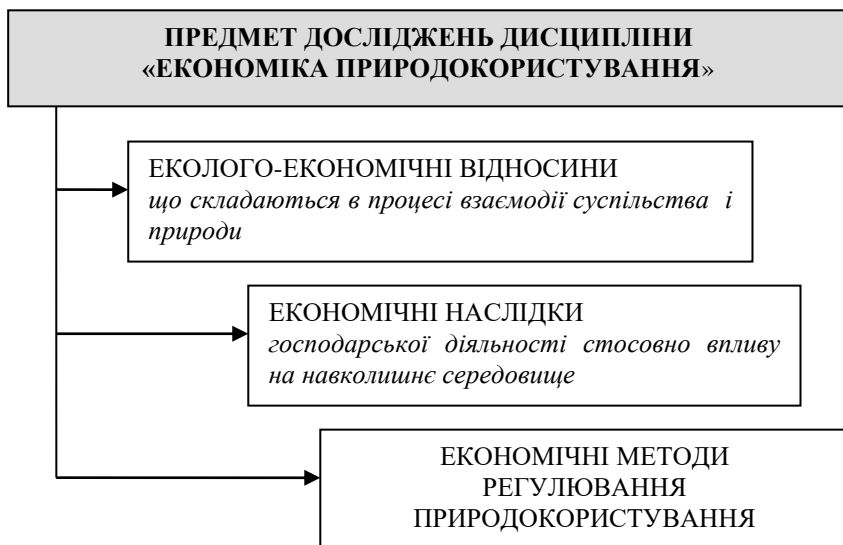 ПРЕДМЕТ ДОСЛІДЖЕНЬ ДИСЦИПЛІНИ
«ЕКОНОМІКА ПРИРОДОКОРИСТУВАННЯ»
ЕКОЛОГО-ЕКОНОМІЧНІ ВІДНОСИНИ
що складаються в процесі взаємодії суспільства і
природи
ЕКОНОМІЧНІ НАСЛІДКИ
господарської діяльності стосовно впливу
на навколишнє середовище
ЕКОНОМІЧНІ МЕТОДИ
РЕГУЛЮВАННЯ
ПРИРОДОКОРИСТУВАННЯ